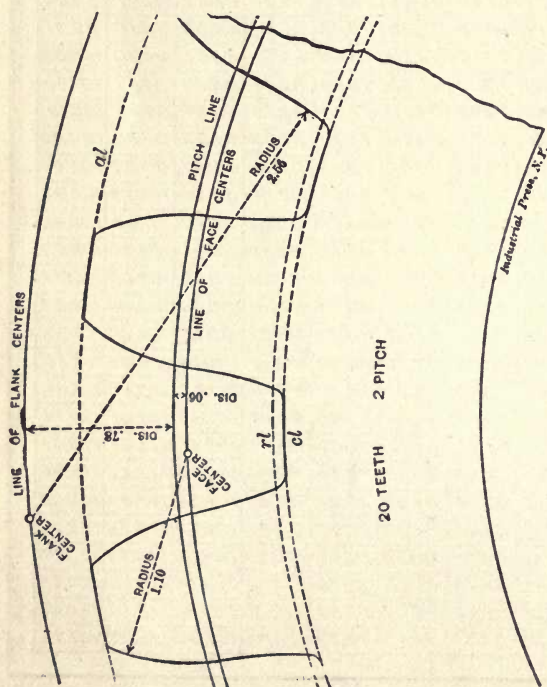 LINE OF FLANK CENTERS
al
PITCH LINE
LINE OF FACE CENTERS
RADIUS
2.56
FLANK
CENTER
DIS. .78
DIS. .06
FACE
CENTER
RADIUS
1.10
rl
cl
20 TEETH 2 PITCH
Industrial Press, N.Y.